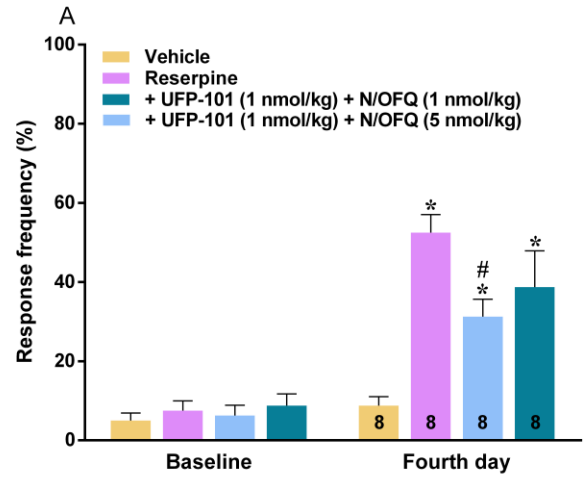 A
Vehicle
Reserpine
+ UFP-101 (1 nmol/kg) + N/OFQ (1 nmol/kg)
+ UFP-101 (1 nmol/kg) + N/OFQ (5 nmol/kg)
Response frequency (%)
100
80
60
40
20
0
*
#
*
*
8 8 8 8
Baseline Fourth day